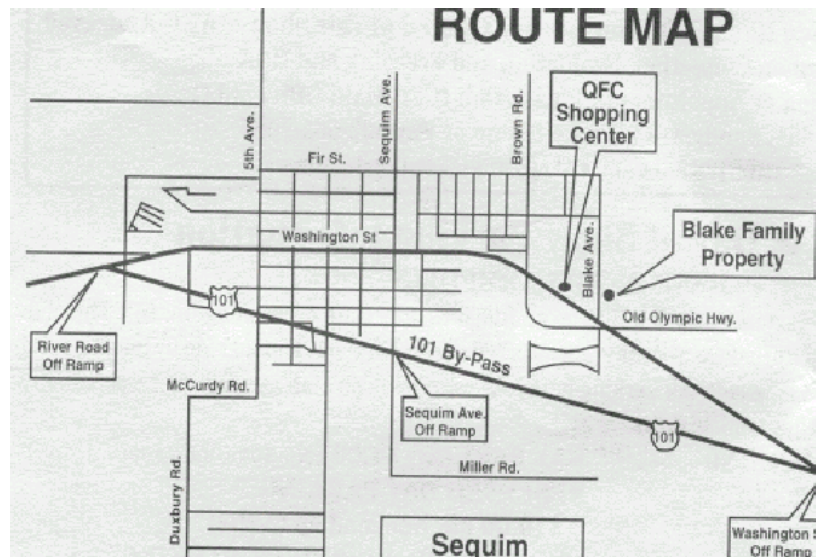 ROUTE MAP
QFC
Shopping
Center
5th Ave.
Sequim Ave.
Brown Rd.
Fir St.
Washington St
Blake Ave.
Blake Family
Property
101
Old Olympic Hwy.
River Road
Off Ramp
101 By-Pass
McCurdy Rd.
Sequim Ave.
Off Ramp
101
Miller Rd.
Duxbury Rd.
Sequim
Washington
Off Ramp